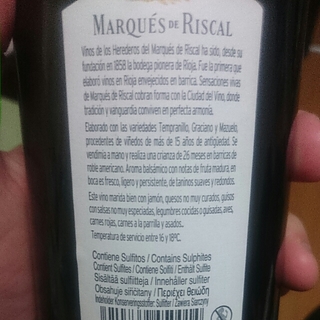 MARQUÉS DE RISCAL
Vinos de los Herederos del Marqués de Riscal ha sido, desde su
fundación en 1858 la bodega pionera de Rioja. Fue la primera que
elaboró vinos en Rioja envejecidos en barrica. Sensaciones vivas
de Marqués de Riscal cobran forma con la Ciudad del Vino, donde
tradición y vanguardia conviven en perfecta armonía.
Elaborado con las variedades Tempranillo, Graciano y Mazuelo,
procedentes de viñedos de más de 15 años de antigüedad. Se
vendimia a mano y realiza una crianza de 26 meses en barricas de
roble americano. Aroma balsámico con notas de fruta madura, en
boca es fresco, ligero y persistente, de taninos suaves y redondos.
Este vino marida bien con jamón, quesos no muy curados, guisos
con salsas no muy especiadas, legumbres cocidas o guisadas, aves,
carnes rojas, carnes a la parrilla y asados.
Temperatura de servicio entre 16 y 18ºC.
Contiene Sulfitos / Contains Sulphites
Contient Sulfites / Contiene Solfiti / Enthält Sulfite
Sisältää sulfiitteja / Innehåller sulfiter
Obsahuje siřičitany / Περιέχει θειώδη
Indeholder Konserveringsstoffer: Sulfitter / Zawiera Siarczyny